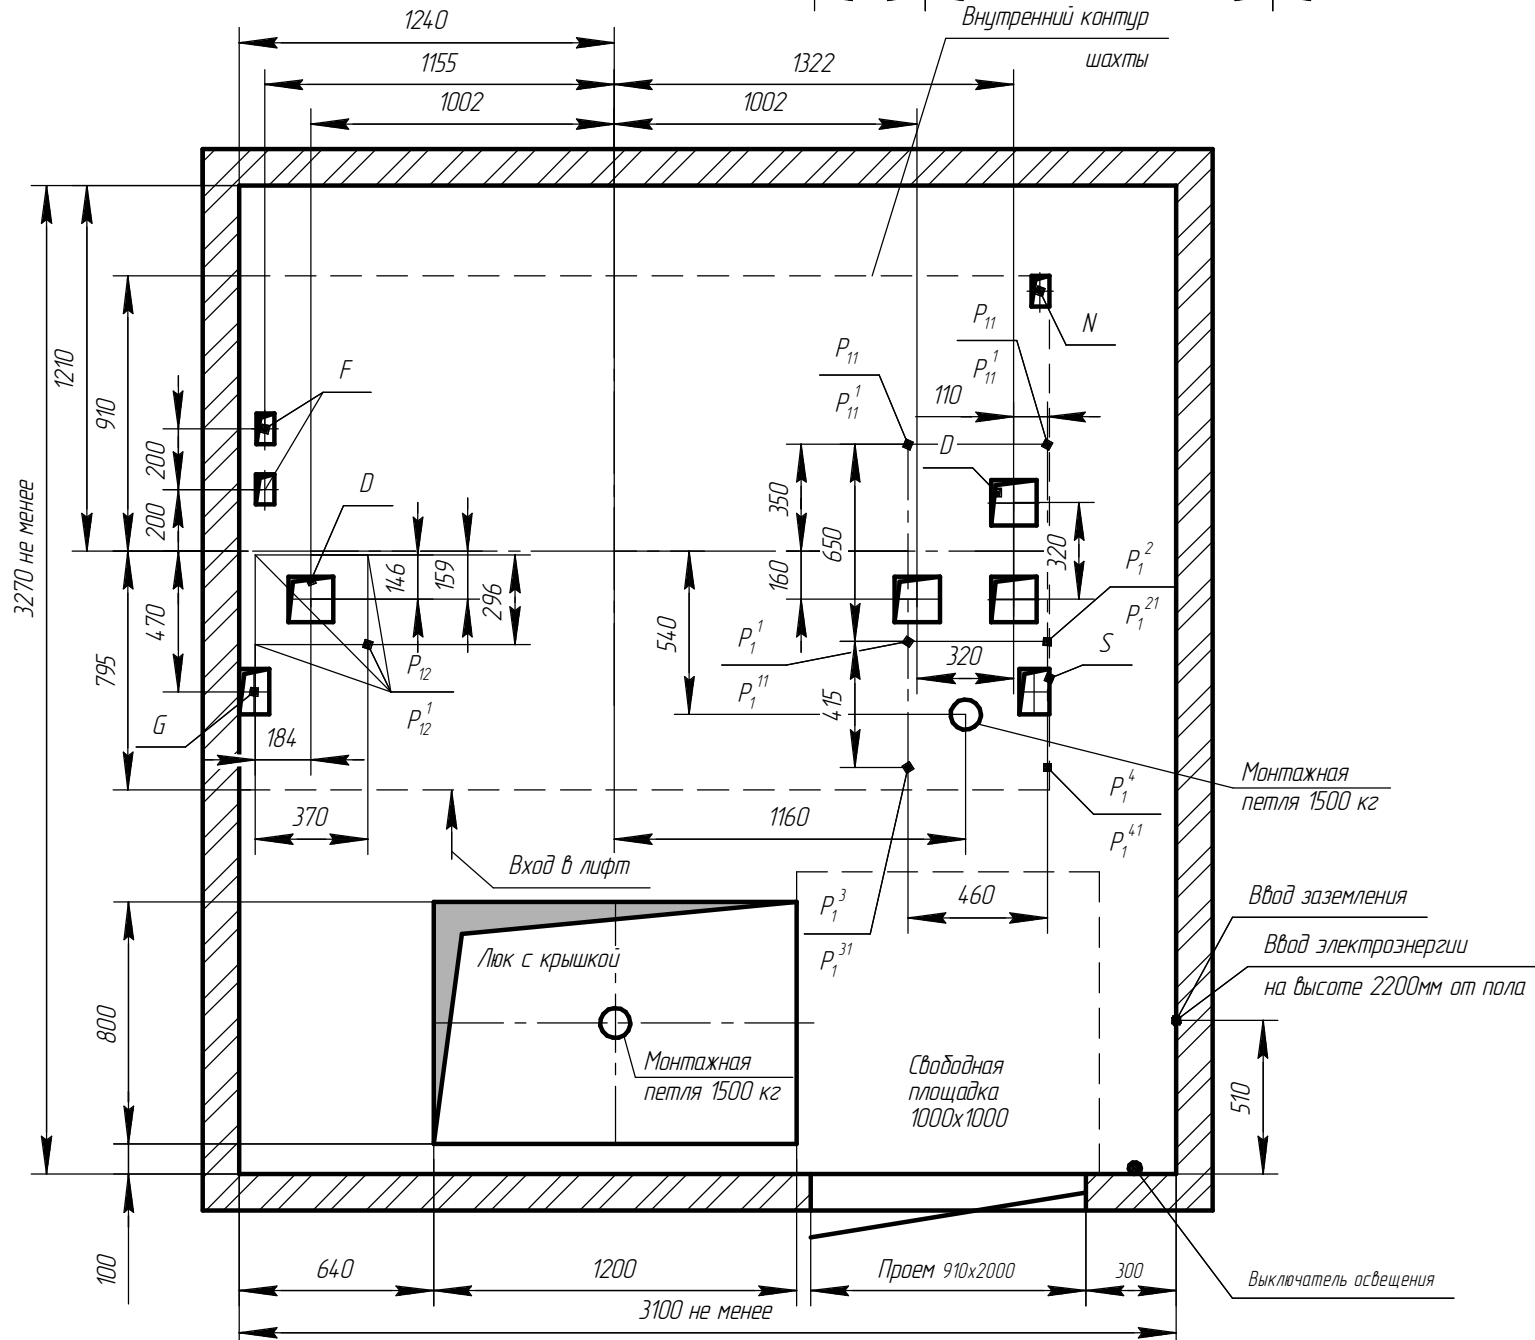 1240
Внутренний контур
шахты
1155
1322
1002
1002
1210
910
3270 не менее
N
P11
P11^1
P11
P11^1
110
F
200
200
D
D
350
650
160
320
146
159
296
470
795
540
P1^2
P1^21
P1^1
P1^11
320
S
415
P12
P12^1
G
184
370
1160
Монтажная
петля 1500 кг
P1^4
P1^41
Вход в лифт
460
P1^3
P1^31
Ввод заземления
Ввод электроэнергии
на высоте 2200мм от пола
Люк с крышкой
800
Монтажная
петля 1500 кг
Свободная
площадка
1000х1000
510
100
640
1200
Проем 910х2000
300
Выключатель освещения
3100 не менее